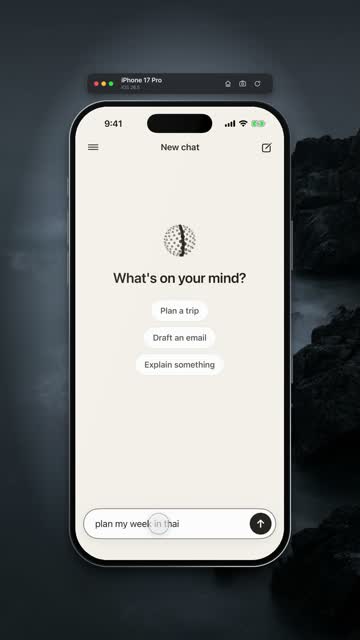 iPhone 17 Pro
iOS 26.5
9:41
New chat
What's on your mind?
Plan a trip
Draft an email
Explain something
plan my week in thai